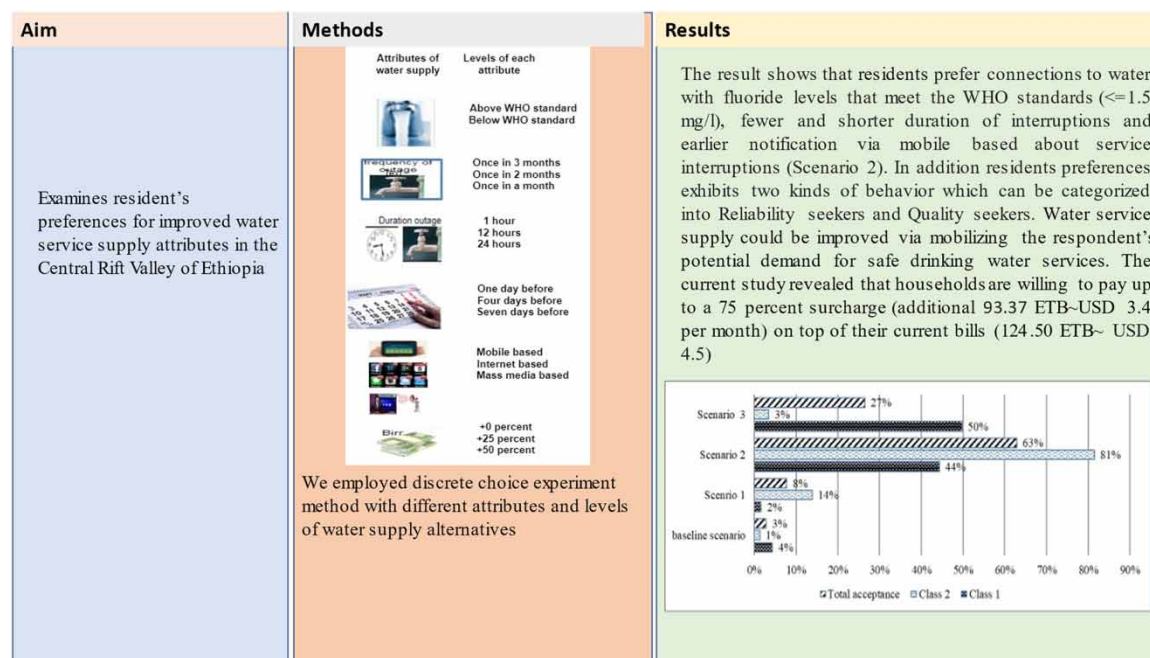 Aim
Examines resident's
preferences for improved water
service supply attributes in the
Central Rift Valley of Ethiopia
Methods
Attributes of water supply
Levels of each attribute
Above WHO standard
Below WHO standard
frequency of
outage
Once in 3 months
Once in 2 months
Once in a month
Duration outage
1 hour
12 hours
24 hours
One day before
Four days before
Seven days before
Mobile based
Internet based
Mass media based
Birr
+0 percent
+25 percent
+50 percent
We employed discrete choice experiment
method with different attributes and levels
of water supply alternatives
Results
The result shows that residents prefer connections to water
with fluoride levels that meet the WHO standards (<=1.5
mg/l), fewer and shorter duration of interruptions and
earlier notification via mobile based about service
interruptions (Scenario 2). In addition residents preferences
exhibits two kinds of behavior which can be categorized
into Reliability seekers and Quality seekers. Water service
supply could be improved via mobilizing the respondent's
potential demand for safe drinking water services. The
current study revealed that households are willing to pay up
to a 75 percent surcharge (additional 93.37 ETB~USD 3.4
per month) on top of their current bills (124.50 ETB~ USD
4.5)
Scenario 3
27%
3%
50%
Scenario 2
63%
81%
44%
Scenrio 1
8%
14%
2%
baseline scenario
3%
1%
4%
0% 10% 20% 30% 40% 50% 60% 70% 80% 90%
Total acceptance Class 2 Class 1